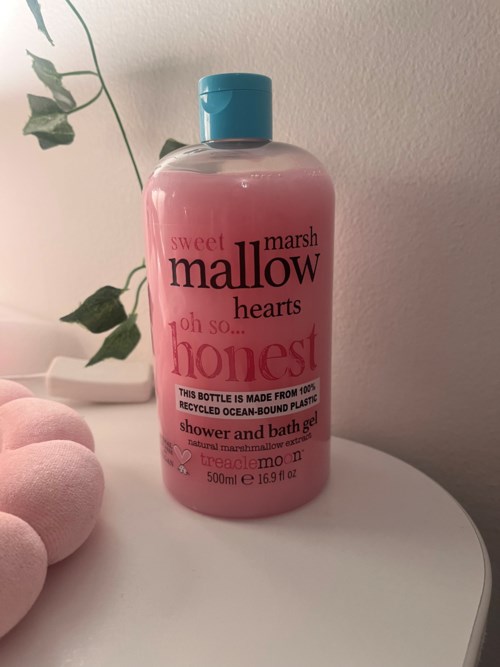 sweet marsh
mallow
hearts
oh so...
honest
THIS BOTTLE IS MADE FROM 100%
RECYCLED OCEAN-BOUND PLASTIC
shower and bath gel
natural marshmallow extract
treaclemoon
500ml ℮ 16.9 fl oz